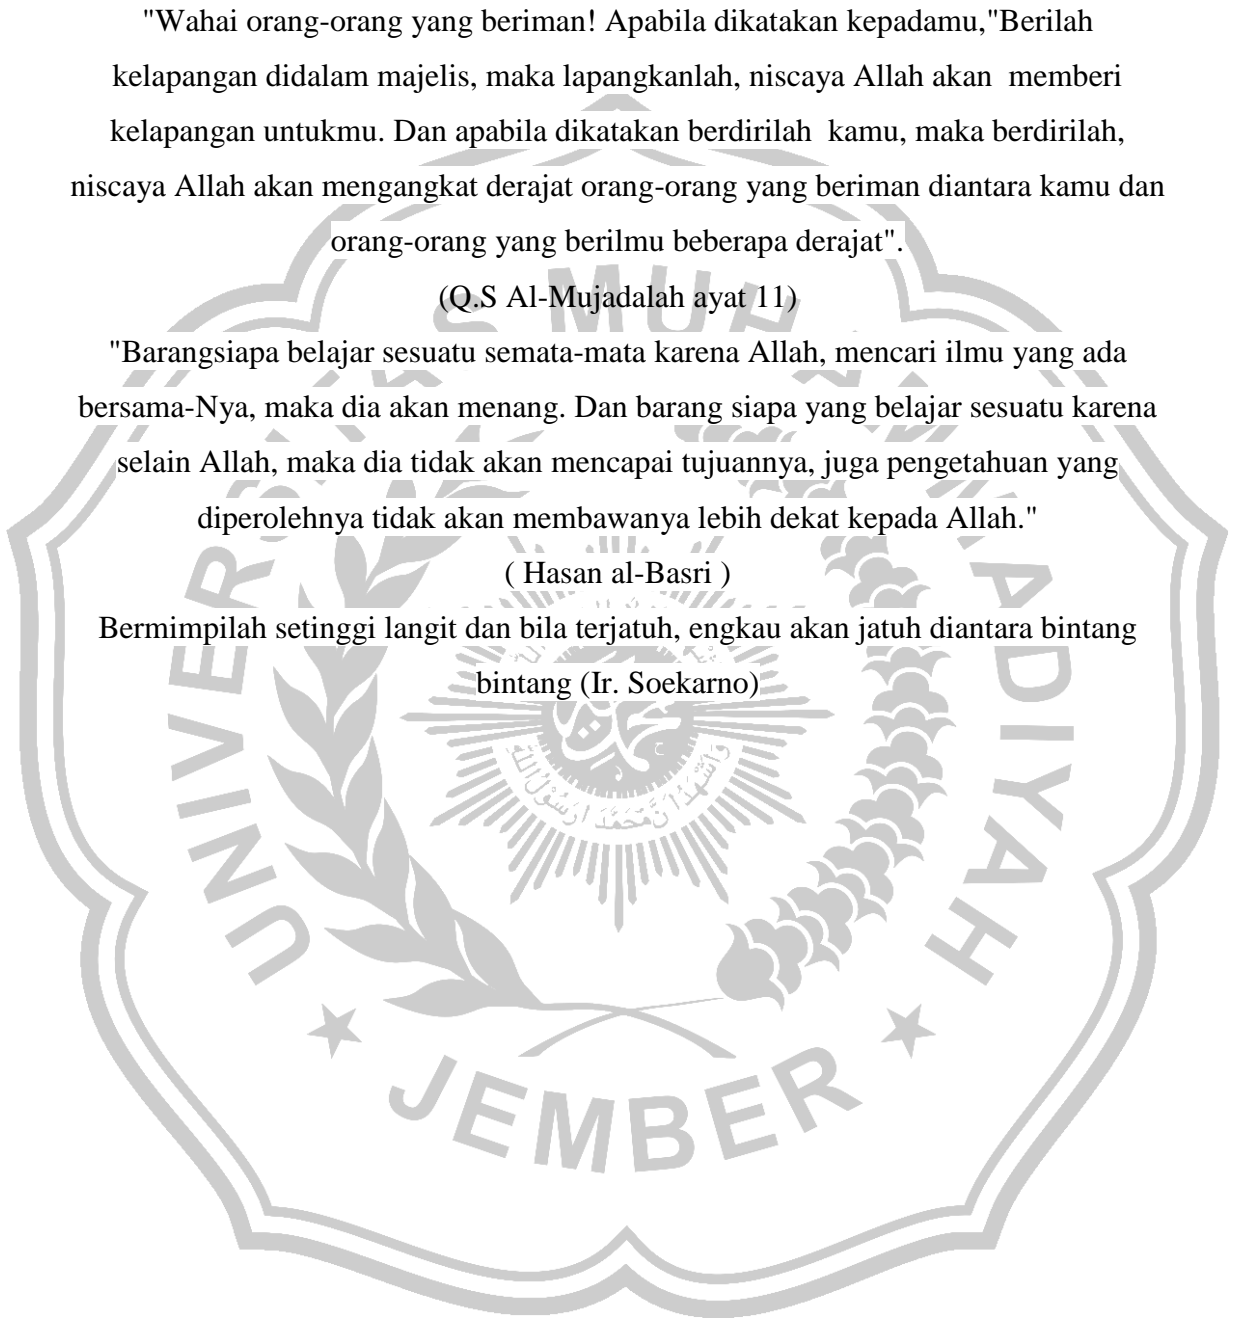 "Wahai orang-orang yang beriman! Apabila dikatakan kepadamu,"Berilah
kelapangan didalam majelis, maka lapangkanlah, niscaya Allah akan  memberi
kelapangan untukmu. Dan apabila dikatakan berdirilah  kamu, maka berdirilah,
niscaya Allah akan mengangkat derajat orang-orang yang beriman diantara kamu dan
orang-orang yang berilmu beberapa derajat".
(Q.S Al-Mujadalah ayat 11)
"Barangsiapa belajar sesuatu semata-mata karena Allah, mencari ilmu yang ada
bersama-Nya, maka dia akan menang. Dan barang siapa yang belajar sesuatu karena
selain Allah, maka dia tidak akan mencapai tujuannya, juga pengetahuan yang
diperolehnya tidak akan membawanya lebih dekat kepada Allah."
( Hasan al-Basri )
Bermimpilah setinggi langit dan bila terjatuh, engkau akan jatuh diantara bintang
bintang (Ir. Soekarno)
UNIVERSITAS MUHAMMADIYAH
JEMBER